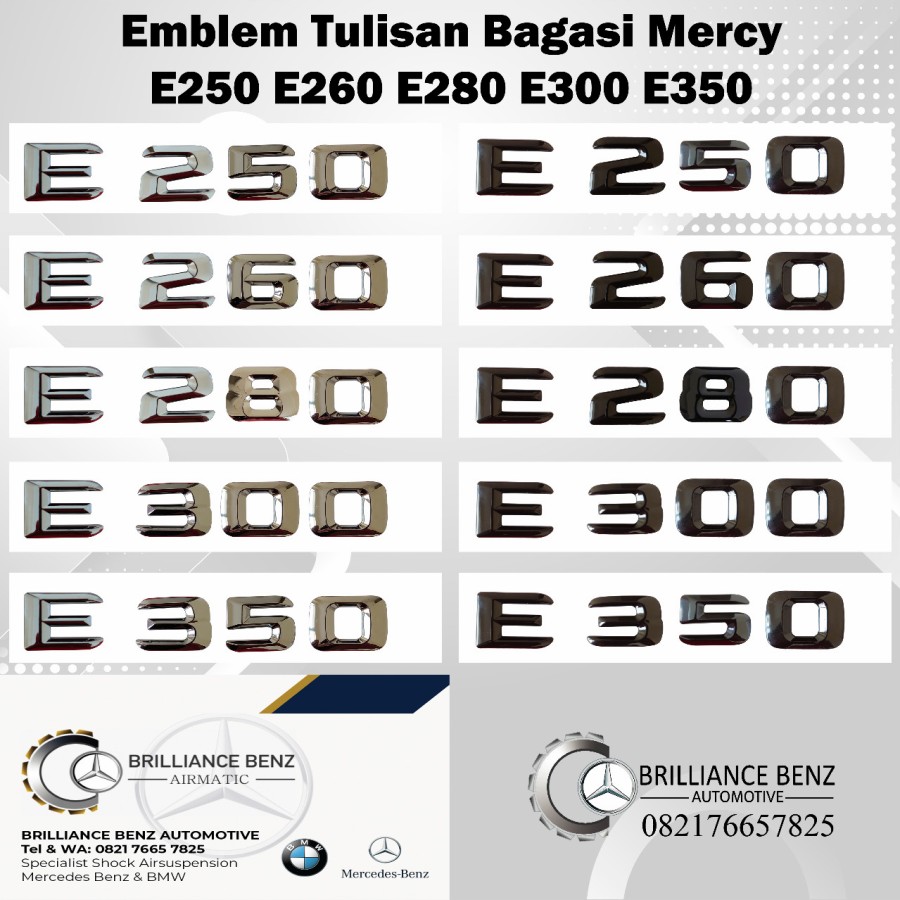 Emblem Tulisan Bagasi Mercy
E250 E260 E280 E300 E350
E 250
E 250
E 260
E 260
E 280
E 280
E 300
E 300
E 350
E 350
BRILLIANCE BENZ
AIRMATIC
BRILLIANCE BENZ AUTOMOTIVE
Tel & WA: 0821 7665 7825
Specialist Shock Airsuspension
Mercedes Benz & BMW
BMW
Mercedes-Benz
BRILLIANCE BENZ
AUTOMOTIVE
082176657825